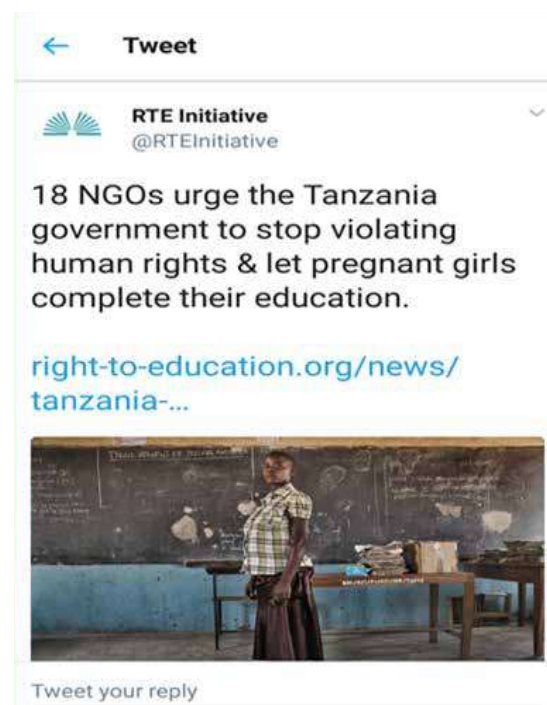 Tweet
RTE Initiative
@RTEInitiative
18 NGOs urge the Tanzania
government to stop violating
human rights & let pregnant girls
complete their education.
right-to-education.org/news/
tanzania-...
Tweet your reply